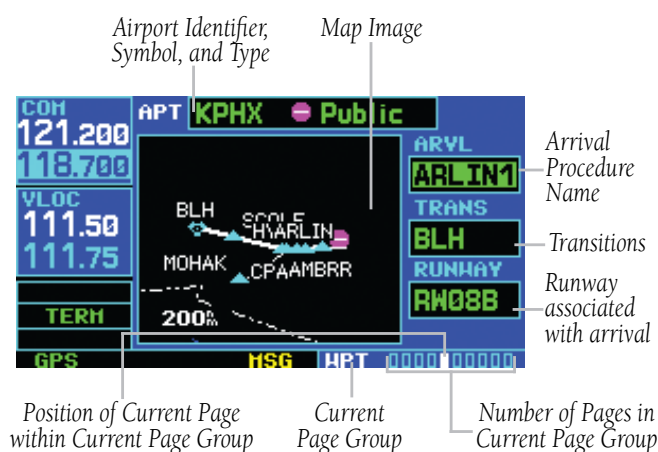 Airport Identifier,
Symbol, and Type
Map Image
COM
121.200
118.700
VLOC
111.50
111.75
TERM
GPS
APT KPHX Public
BLH
ARLIN
MOHAK
CPAAMBRR
200
MSG
WPT
ARVL
ARLIN1
TRANS
BLH
RUNWAY
RW08B
Arrival
Procedure
Name
Transitions
Runway
associated
with arrival
Position of Current Page
within Current Page Group
Current
Page Group
Number of Pages in
Current Page Group